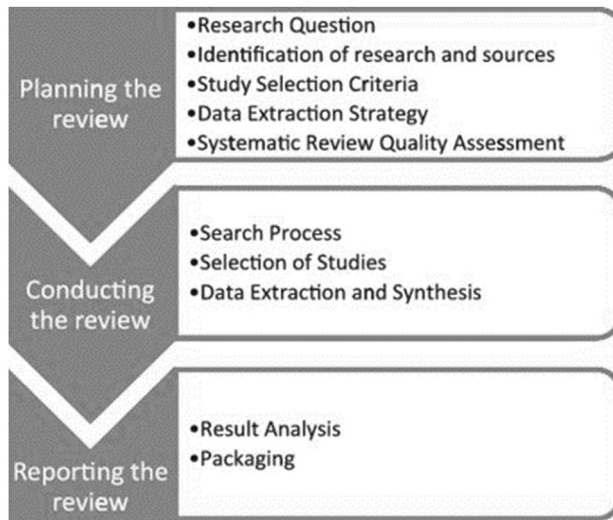 Planning the
review
•Research Question
•Identification of research and sources
•Study Selection Criteria
•Data Extraction Strategy
•Systematic Review Quality Assessment
Conducting
the review
•Search Process
•Selection of Studies
•Data Extraction and Synthesis
Reporting the
review
•Result Analysis
•Packaging